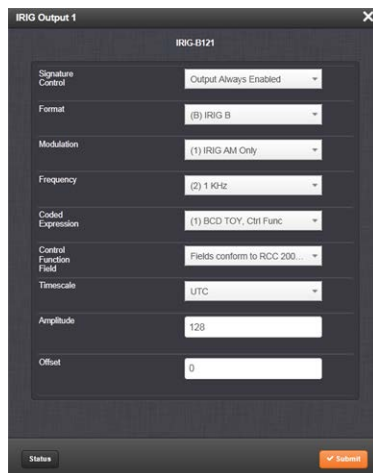 IRIG Output 1
IRIG-B121
Signature
Control
Output Always Enabled
Format
(B) IRIG B
Modulation
(1) IRIG AM Only
Frequency
(2) 1 KHz
Coded
Expression
(1) BCD TOY, Ctrl Func
Control
Function
Field
Fields conform to RCC 200...
Timescale
UTC
Amplitude
128
Offset
0
Status
Submit